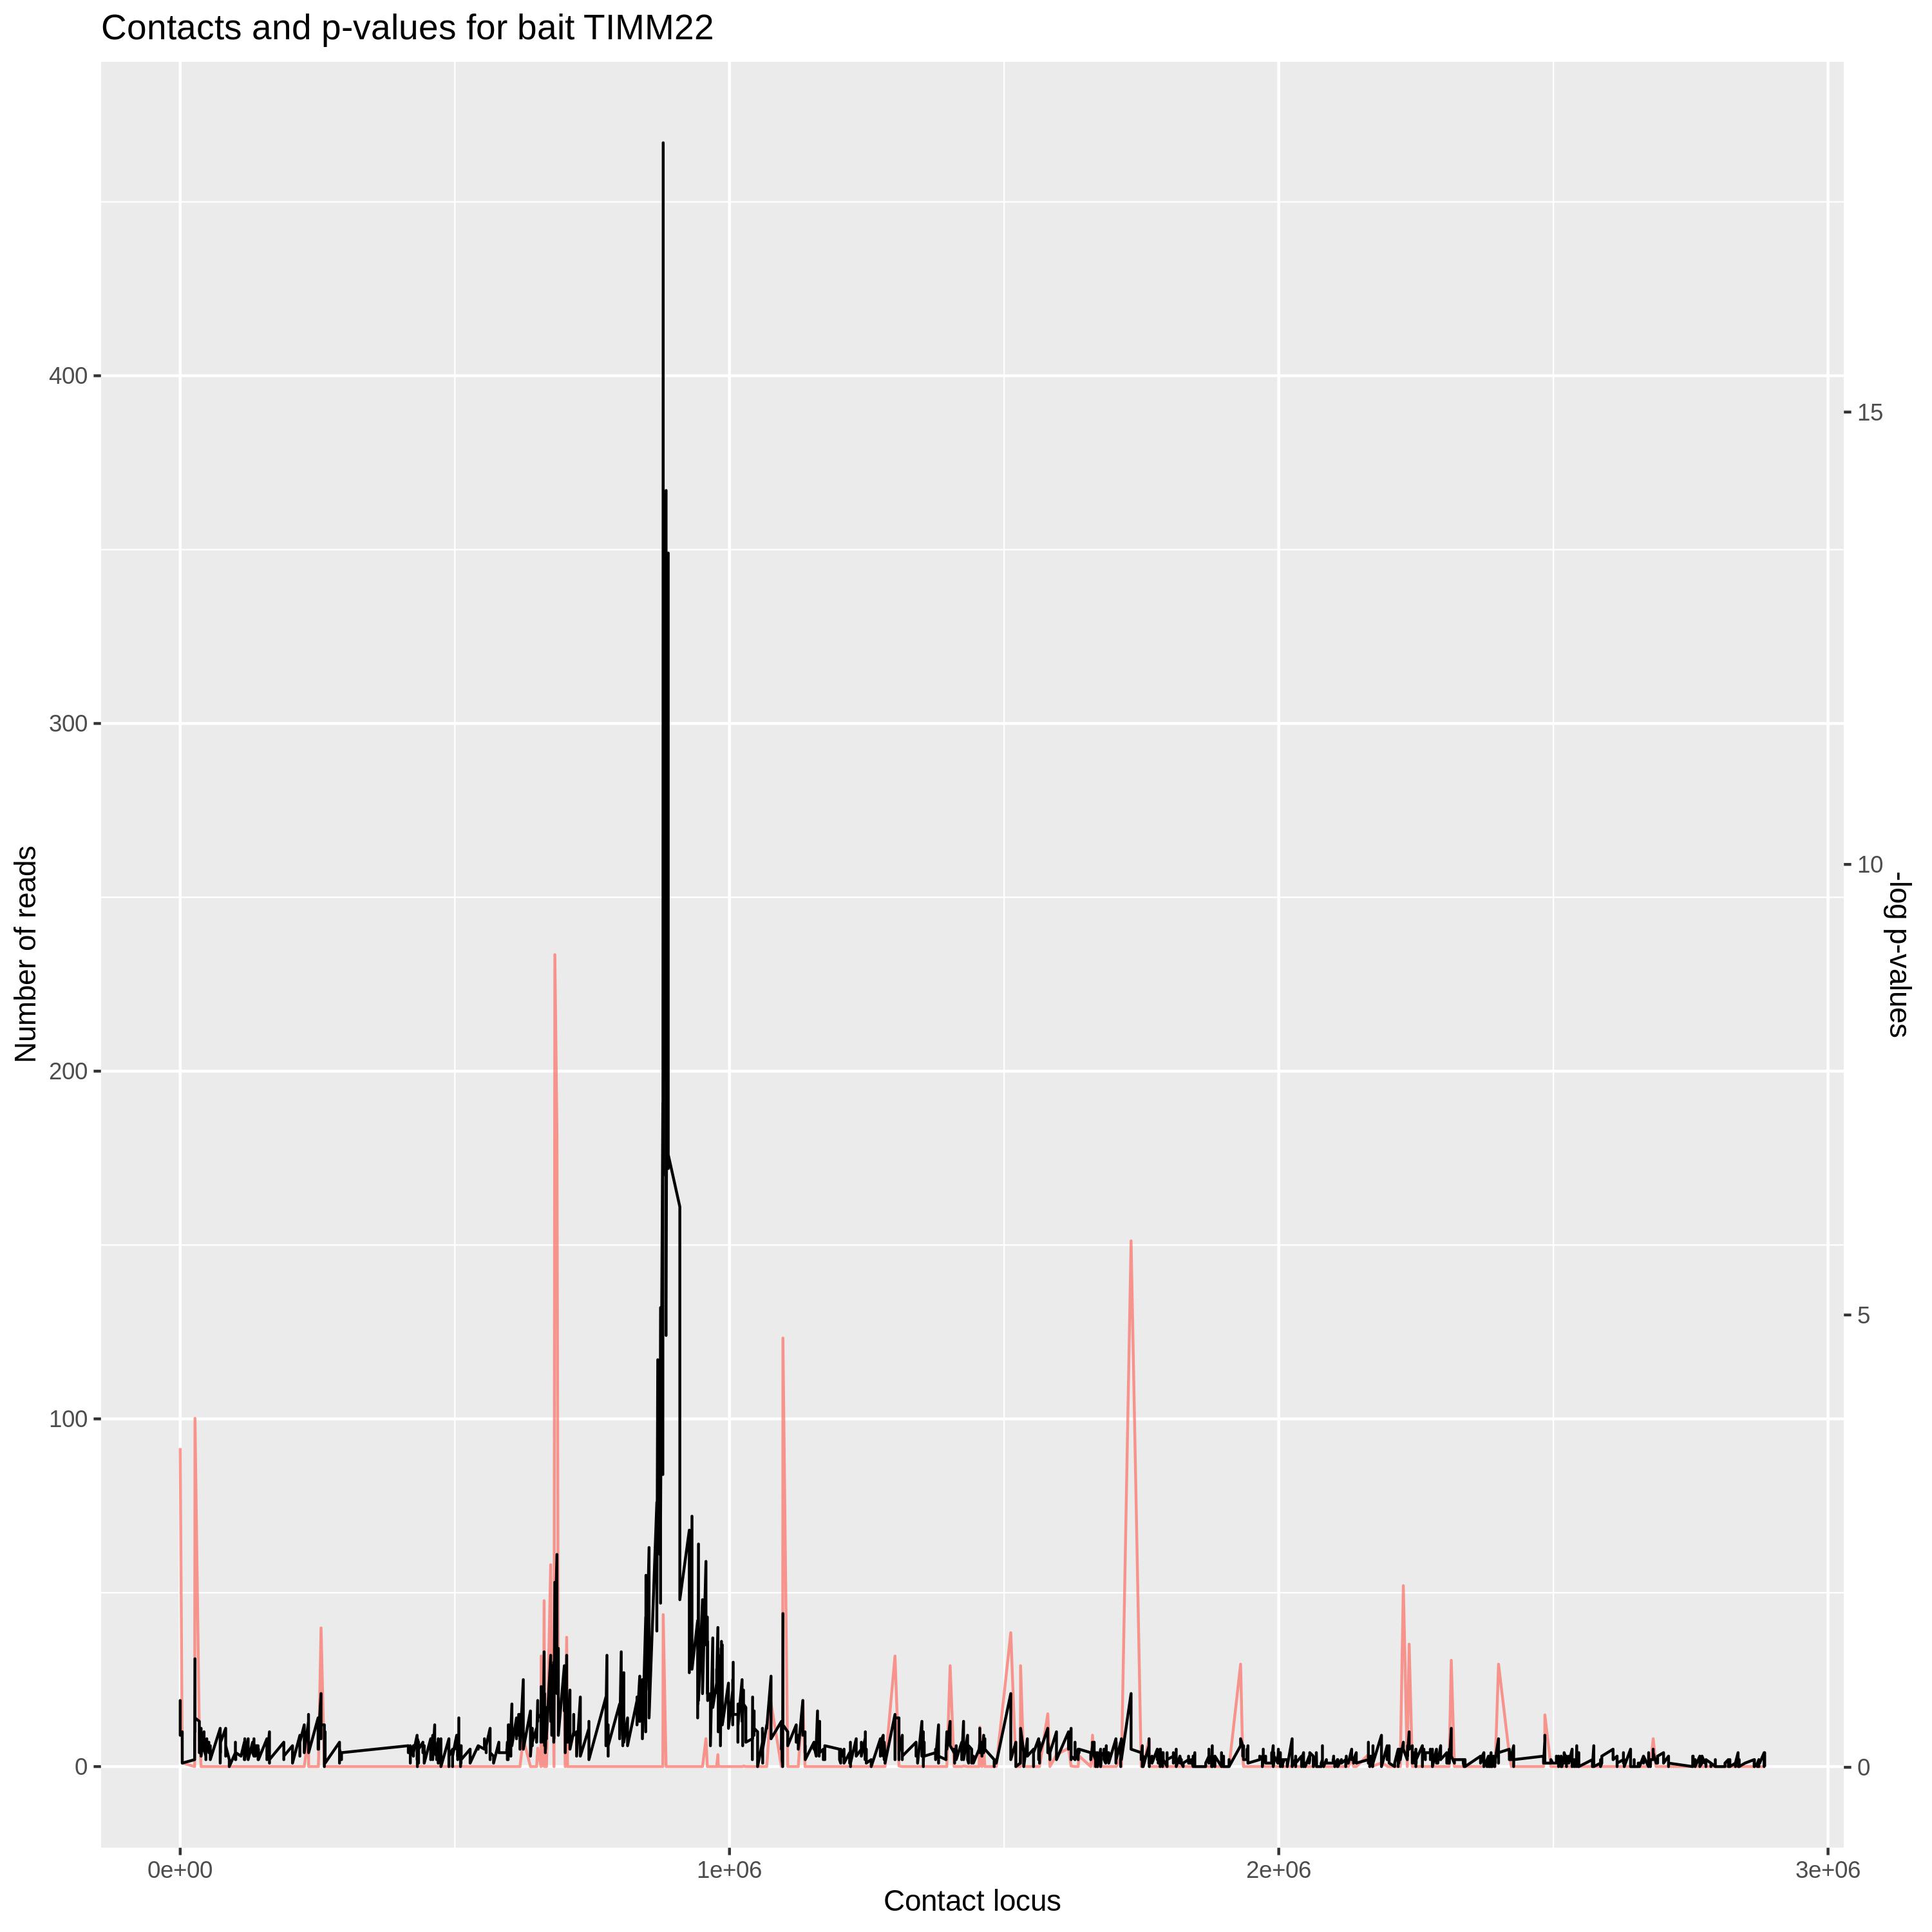 Contacts and p-values for bait TIMM22
Number of reads
400
300
200
100
0
15
10
5
0
-log p-values
0e+00
1e+06
2e+06
3e+06
Contact locus